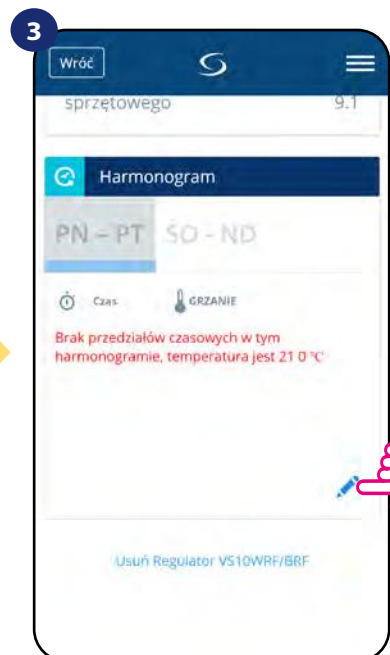 3
Wróć
sprzętowego 9.1
Harmonogram
PN – PT SO - ND
Czas GRZANIE
Brak przedziałów czasowych w tym
harmonogramie, temperatura jest 21 0 °C
Usuń Regulator VS10WRF/BRF